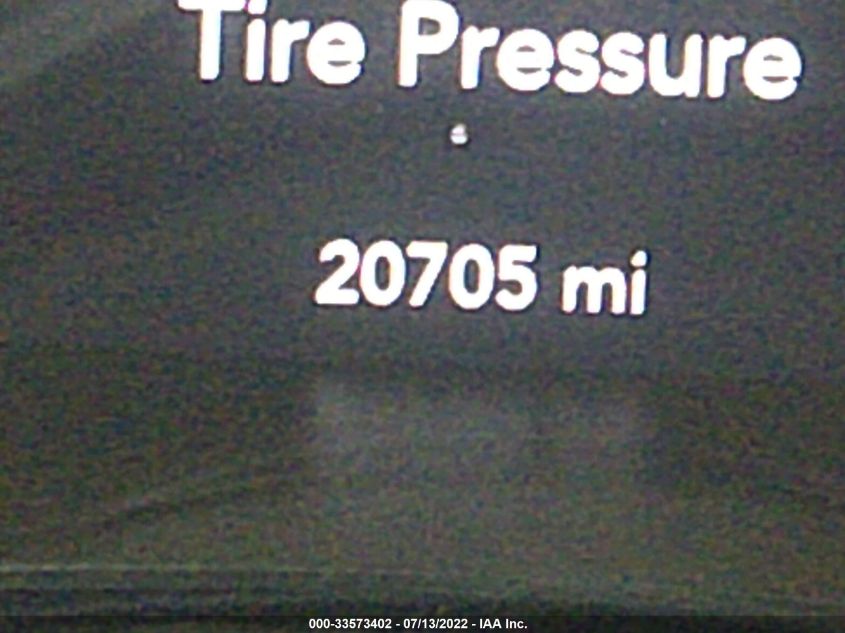 Tire Pressure
20705 mi
000-33573402 - 07/13/2022 - IAA Inc.